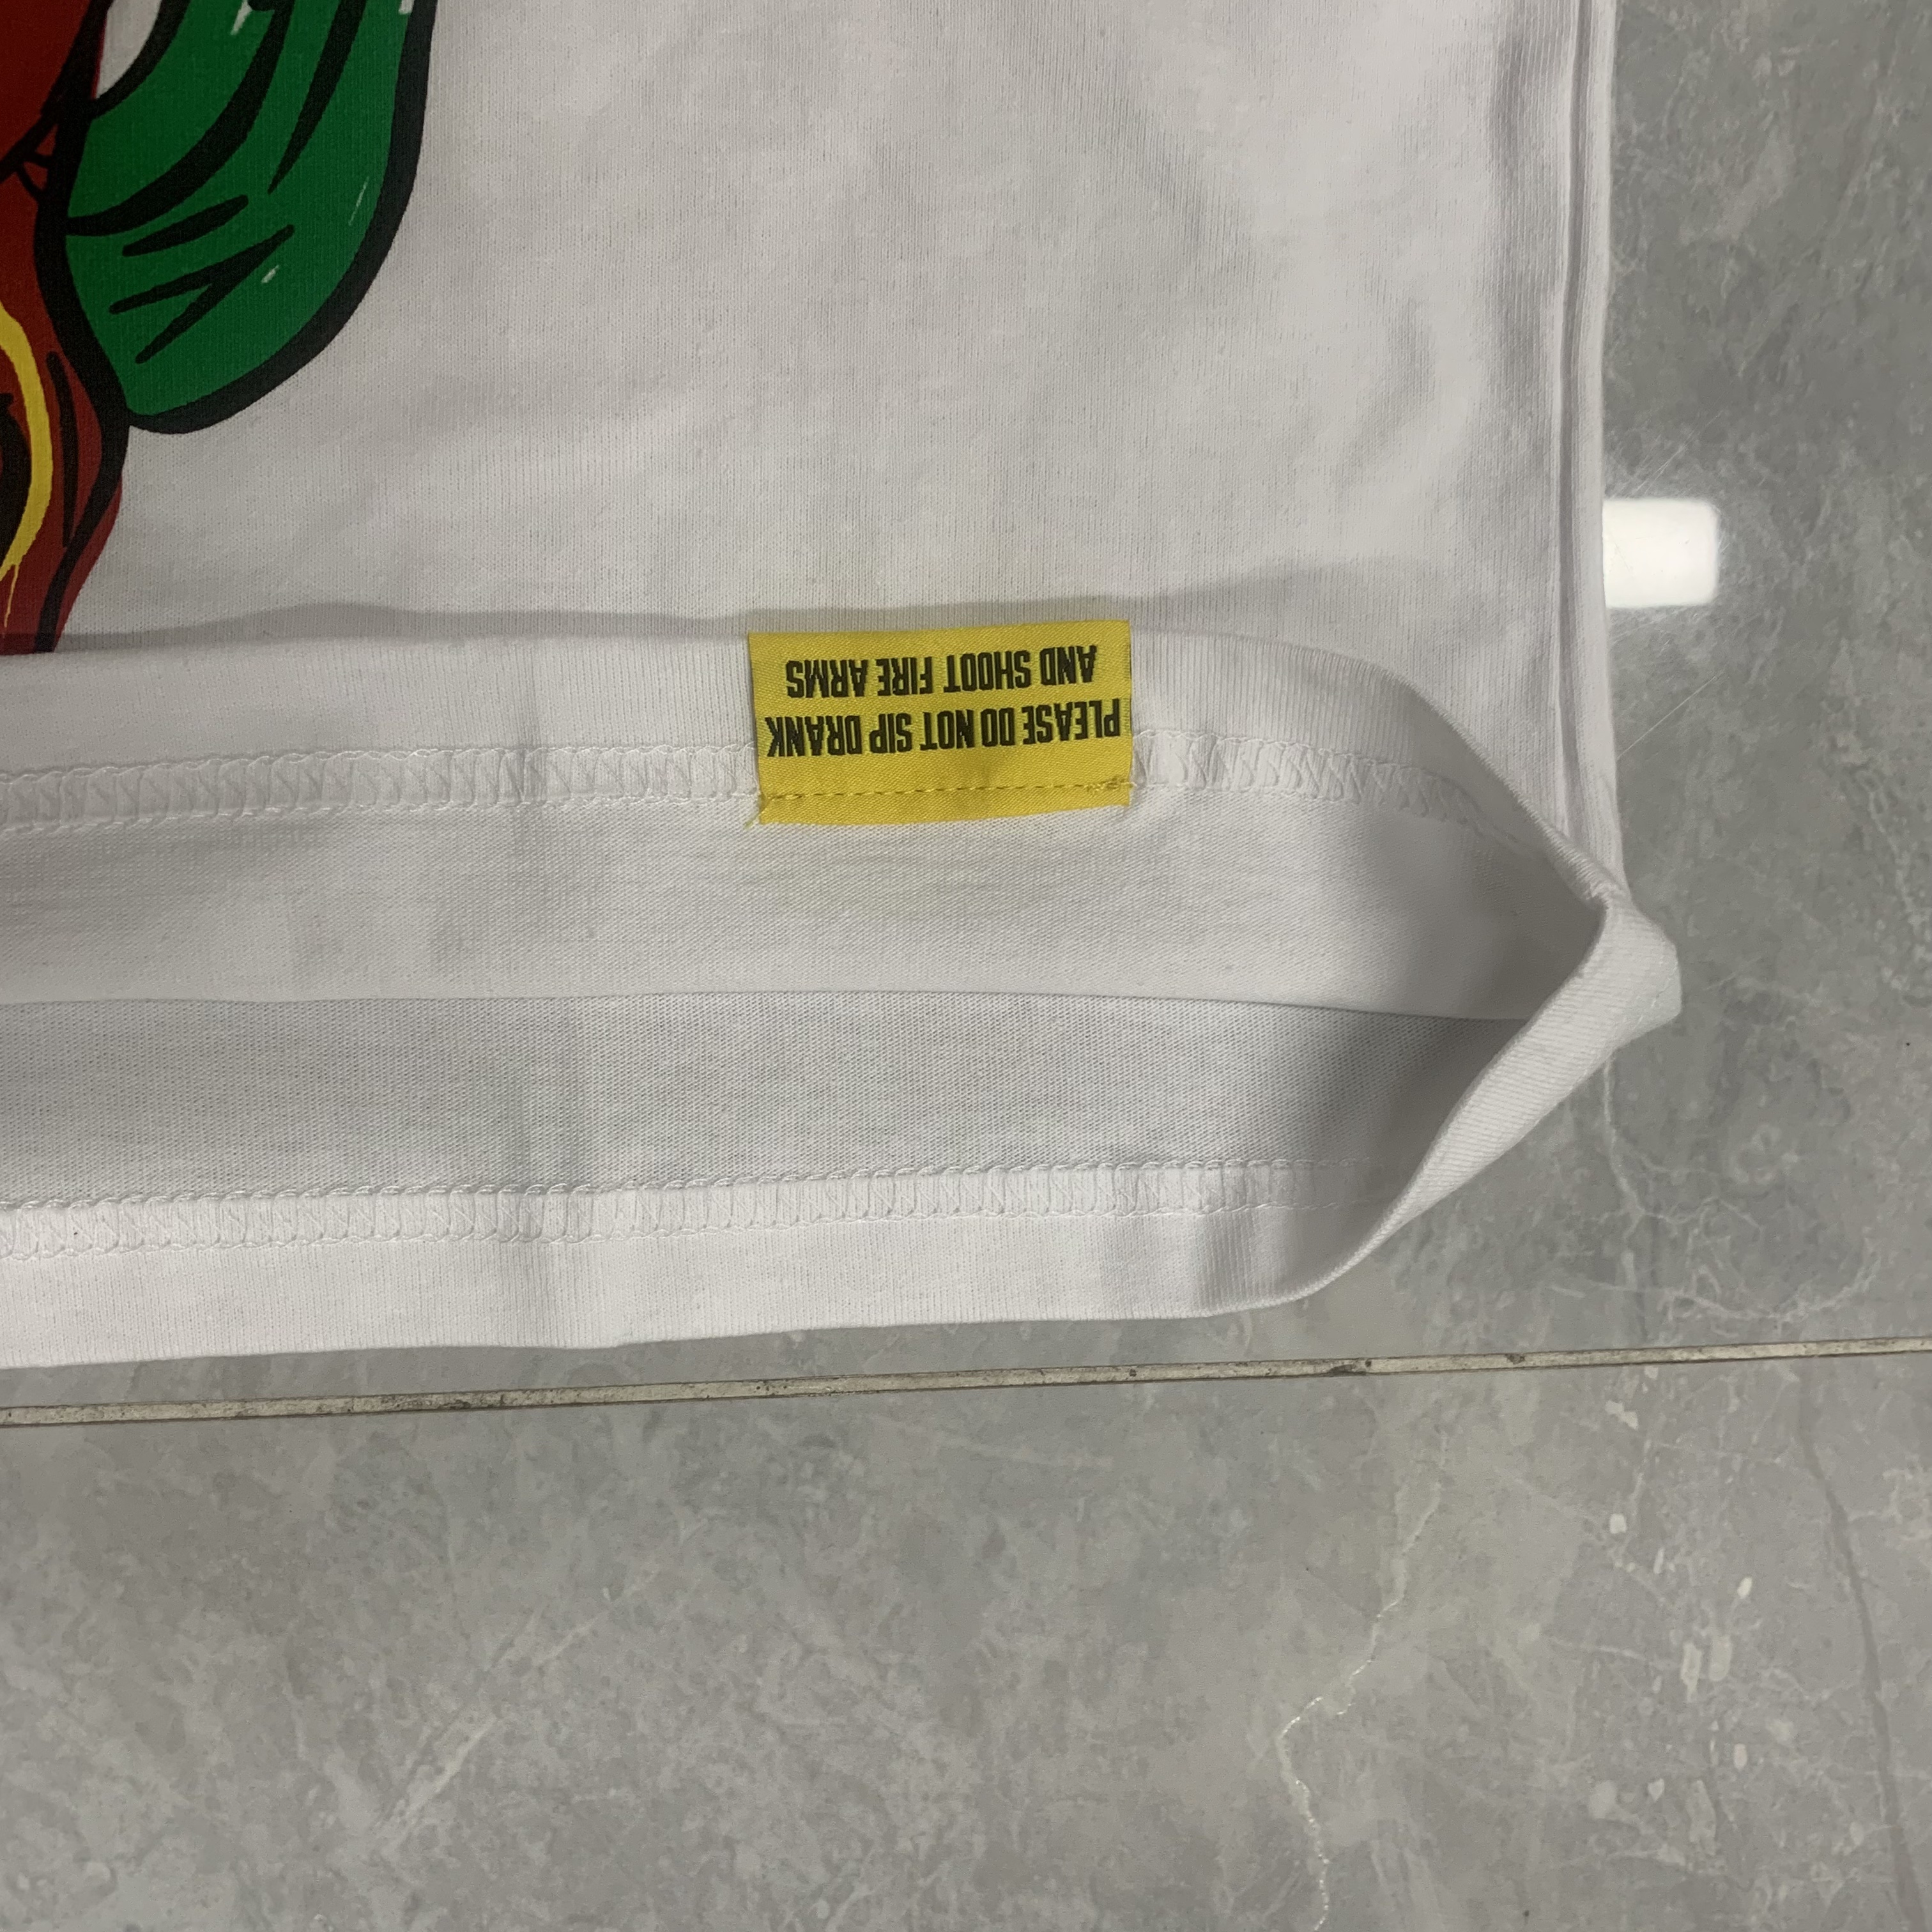 PLEASE DO NOT SIP DRANK
AND SHOOT FIRE ARMS